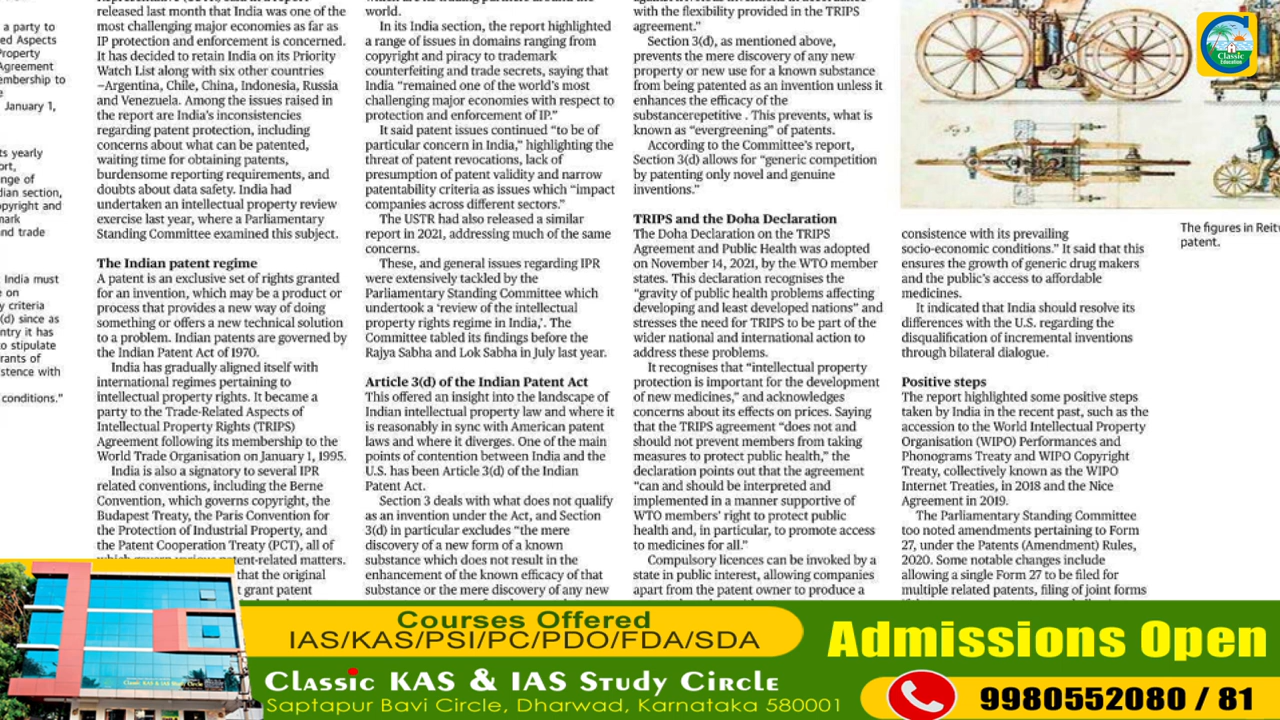 a party to
ed Aspects
Property
Agreement
embership to
e
January 1,
ts yearly
ort,
nge of
dian section,
opyright and
mark
nd trade
India must
e on
y criteria
(d) since as
ntry it has
to stipulate
rants of
stence with
conditions.”
released last month that India was one of the
most challenging major economies as far as
IP protection and enforcement is concerned.
It has decided to retain India on its Priority
Watch List along with six other countries
—Argentina, Chile, China, Indonesia, Russia
and Venezuela. Among the issues raised in
the report are India’s inconsistencies
regarding patent protection, including
concerns about what can be patented,
waiting time for obtaining patents,
burdensome reporting requirements, and
doubts about data safety. India had
undertaken an intellectual property review
exercise last year, where a Parliamentary
Standing Committee examined this subject.
The Indian patent regime
A patent is an exclusive set of rights granted
for an invention, which may be a product or
process that provides a new way of doing
something or offers a new technical solution
to a problem. Indian patents are governed by
the Indian Patent Act of 1970.
India has gradually aligned itself with
international regimes pertaining to
intellectual property rights. It became a
party to the Trade-Related Aspects of
Intellectual Property Rights (TRIPS)
Agreement following its membership to the
World Trade Organisation on January 1, 1995.
India is also a signatory to several IPR
related conventions, including the Berne
Convention, which governs copyright, the
Budapest Treaty, the Paris Convention for
the Protection of Industrial Property, and
the Patent Cooperation Treaty (PCT), all of
tent-related matters.
that the original
t grant patent
world.
In its India section, the report highlighted
a range of issues in domains ranging from
copyright and piracy to trademark
counterfeiting and trade secrets, saying that
India “remained one of the world’s most
challenging major economies with respect to
protection and enforcement of IP.”
It said patent issues continued “to be of
particular concern in India,” highlighting the
threat of patent revocations, lack of
presumption of patent validity and narrow
patentability criteria as issues which “impact
companies across different sectors.”
The USTR had also released a similar
report in 2021, addressing much of the same
concerns.
These, and general issues regarding IPR
were extensively tackled by the
Parliamentary Standing Committee which
undertook a ‘review of the intellectual
property rights regime in India,’. The
Committee tabled its findings before the
Rajya Sabha and Lok Sabha in July last year.
Article 3(d) of the Indian Patent Act
This offered an insight into the landscape of
Indian intellectual property law and where it
is reasonably in sync with American patent
laws and where it diverges. One of the main
points of contention between India and the
U.S. has been Article 3(d) of the Indian
Patent Act.
Section 3 deals with what does not qualify
as an invention under the Act, and Section
3(d) in particular excludes “the mere
discovery of a new form of a known
substance which does not result in the
enhancement of the known efficacy of that
substance or the mere discovery of any new
with the flexibility provided in the TRIPS
agreement.”
Section 3(d), as mentioned above,
prevents the mere discovery of any new
property or new use for a known substance
from being patented as an invention unless it
enhances the efficacy of the
substancerepetitive . This prevents, what is
known as “evergreening” of patents.
According to the Committee’s report,
Section 3(d) allows for “generic competition
by patenting only novel and genuine
inventions.”
TRIPS and the Doha Declaration
The Doha Declaration on the TRIPS
Agreement and Public Health was adopted
on November 14, 2021, by the WTO member
states. This declaration recognises the
“gravity of public health problems affecting
developing and least developed nations” and
stresses the need for TRIPS to be part of the
wider national and international action to
address these problems.
It recognises that “intellectual property
protection is important for the development
of new medicines,” and acknowledges
concerns about its effects on prices. Saying
that the TRIPS agreement “does not and
should not prevent members from taking
measures to protect public health,” the
declaration points out that the agreement
“can and should be interpreted and
implemented in a manner supportive of
WTO members’ right to protect public
health and, in particular, to promote access
to medicines for all.”
Compulsory licences can be invoked by a
state in public interest, allowing companies
apart from the patent owner to produce a
Classic
Education
The figures in Reit
patent.
consistence with its prevailing
socio-economic conditions.” It said that this
ensures the growth of generic drug makers
and the public’s access to affordable
medicines.
It indicated that India should resolve its
differences with the U.S. regarding the
disqualification of incremental inventions
through bilateral dialogue.
Positive steps
The report highlighted some positive steps
taken by India in the recent past, such as the
accession to the World Intellectual Property
Organisation (WIPO) Performances and
Phonograms Treaty and WIPO Copyright
Treaty, collectively known as the WIPO
Internet Treaties, in 2018 and the Nice
Agreement in 2019.
The Parliamentary Standing Committee
too noted amendments pertaining to Form
27, under the Patents (Amendment) Rules,
2020. Some notable changes include
allowing a single Form 27 to be filed for
multiple related patents, filing of joint forms
Courses Offered
IAS/KAS/PSI/PC/PDO/FDA/SDA
Classic KAS & IAS Study Circle
Saptapur Bavi Circle, Dharwad, Karnataka 580001
Admissions Open
9980552080 / 81